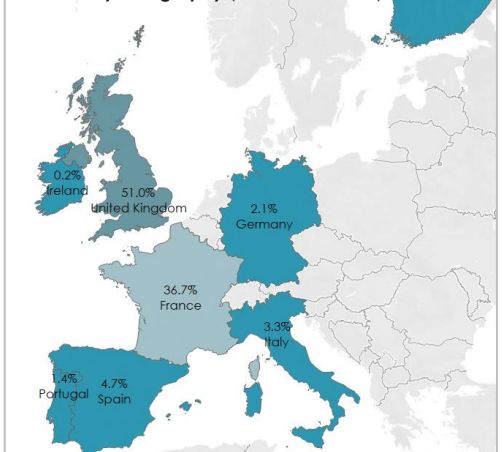 0.2%
Ireland
51.0%
United Kingdom
2.1%
Germany
36.7%
France
3.3%
Italy
1.4%
Portugal
4.7%
Spain